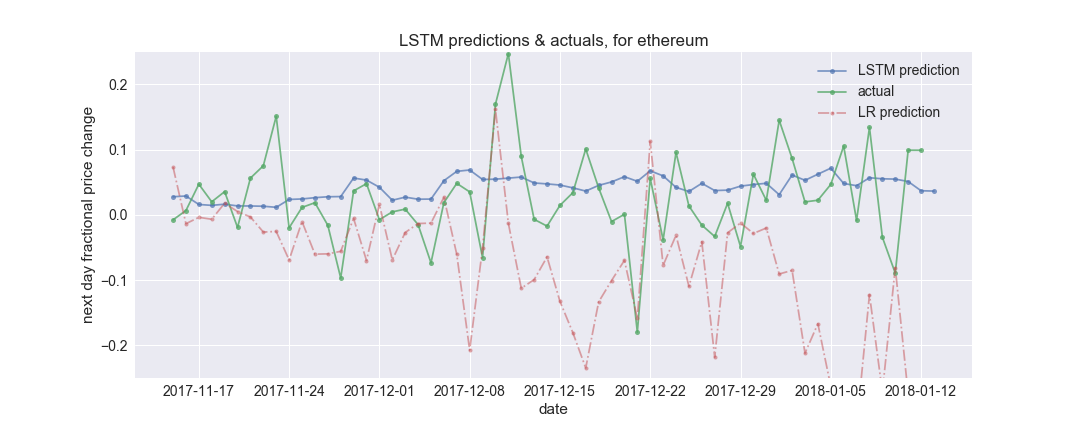 LSTM predictions & actuals, for ethereum
LSTM prediction
actual
LR prediction
next day fractional price change
0.2
0.1
0.0
−0.1
−0.2
2017-11-17 2017-11-24 2017-12-01 2017-12-08 2017-12-15 2017-12-22 2017-12-29 2018-01-05 2018-01-12
date